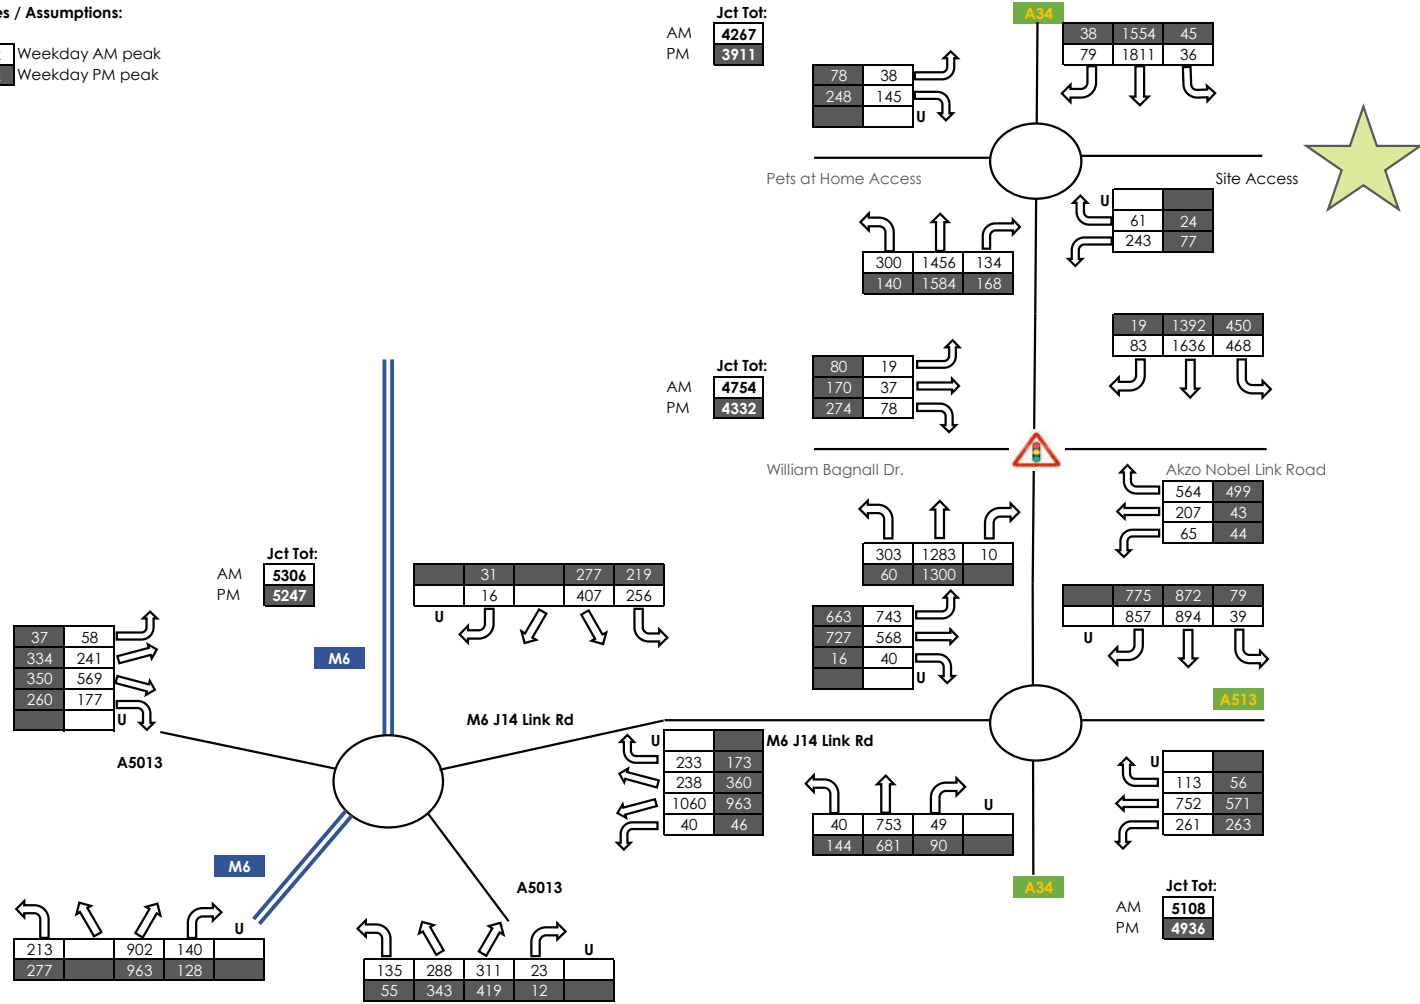 es / Assumptions:
Weekday AM peak
Weekday PM peak
Jct Tot:
AM 4267
PM 3911
A34
38 1554 45
79 1811 36
78 38
248 145
U
Pets at Home Access
Site Access
U
61 24
243 77
300 1456 134
140 1584 168
19 1392 450
83 1636 468
Jct Tot:
AM 4754
PM 4332
80 19
170 37
274 78
William Bagnall Dr.
Akzo Nobel Link Road
564 499
207 43
65 44
303 1283 10
60 1300
Jct Tot:
AM 5306
PM 5247
31 277 219
16 407 256
U
663 743
727 568
16 40
U
775 872 79
857 894 39
U
37 58
334 241
350 569
260 177
U
M6
A513
M6 J14 Link Rd
M6 J14 Link Rd
A5013
U
233 173
238 360
1060 963
40 46
U
113 56
752 571
261 263
U
40 753 49
144 681 90
M6
A5013
A34
Jct Tot:
AM 5108
PM 4936
U
213 902 140
277 963 128
U
135 288 311 23
55 343 419 12